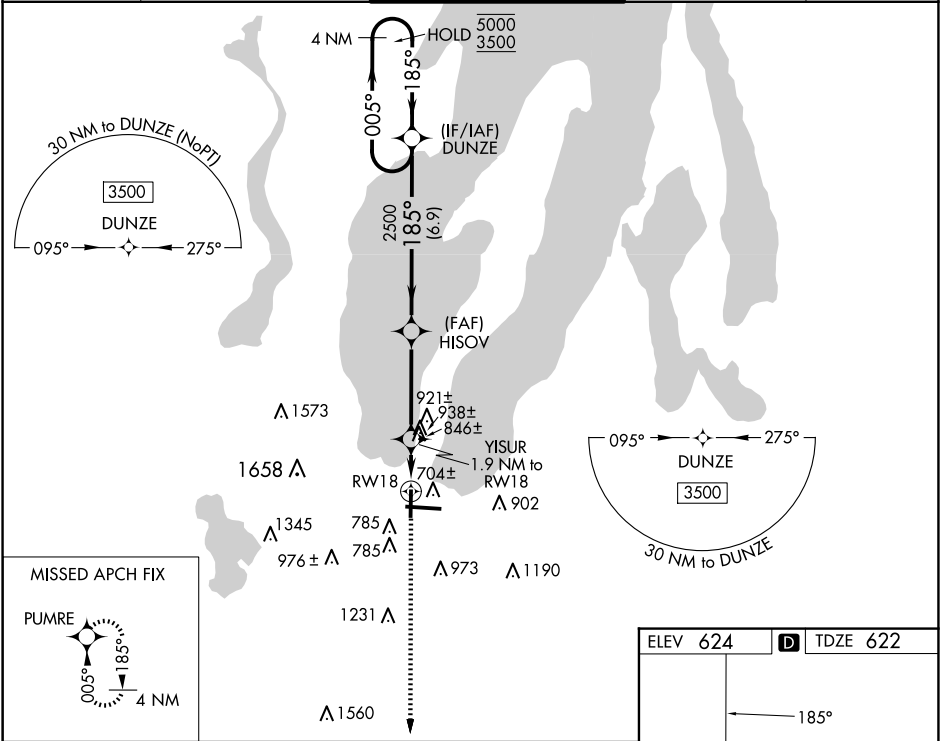 4 NM
HOLD
5000
3500
005°
185°
(IF/IAF)
DUNZE
30 NM to DUNZE (NoPT)
3500
DUNZE
095°
275°
2500
185°
(6.9)
(FAF)
HISOV
1573
921±
938±
846±
1658
YISUR
1.9 NM to
RW18
RW18
704±
902
095°
275°
DUNZE
3500
30 NM to DUNZE
1345
785
976±
785
973
1190
1231
1560
MISSED APCH FIX
PUMRE
005°
185°
4 NM
ELEV 624
D
TDZE 622
185°